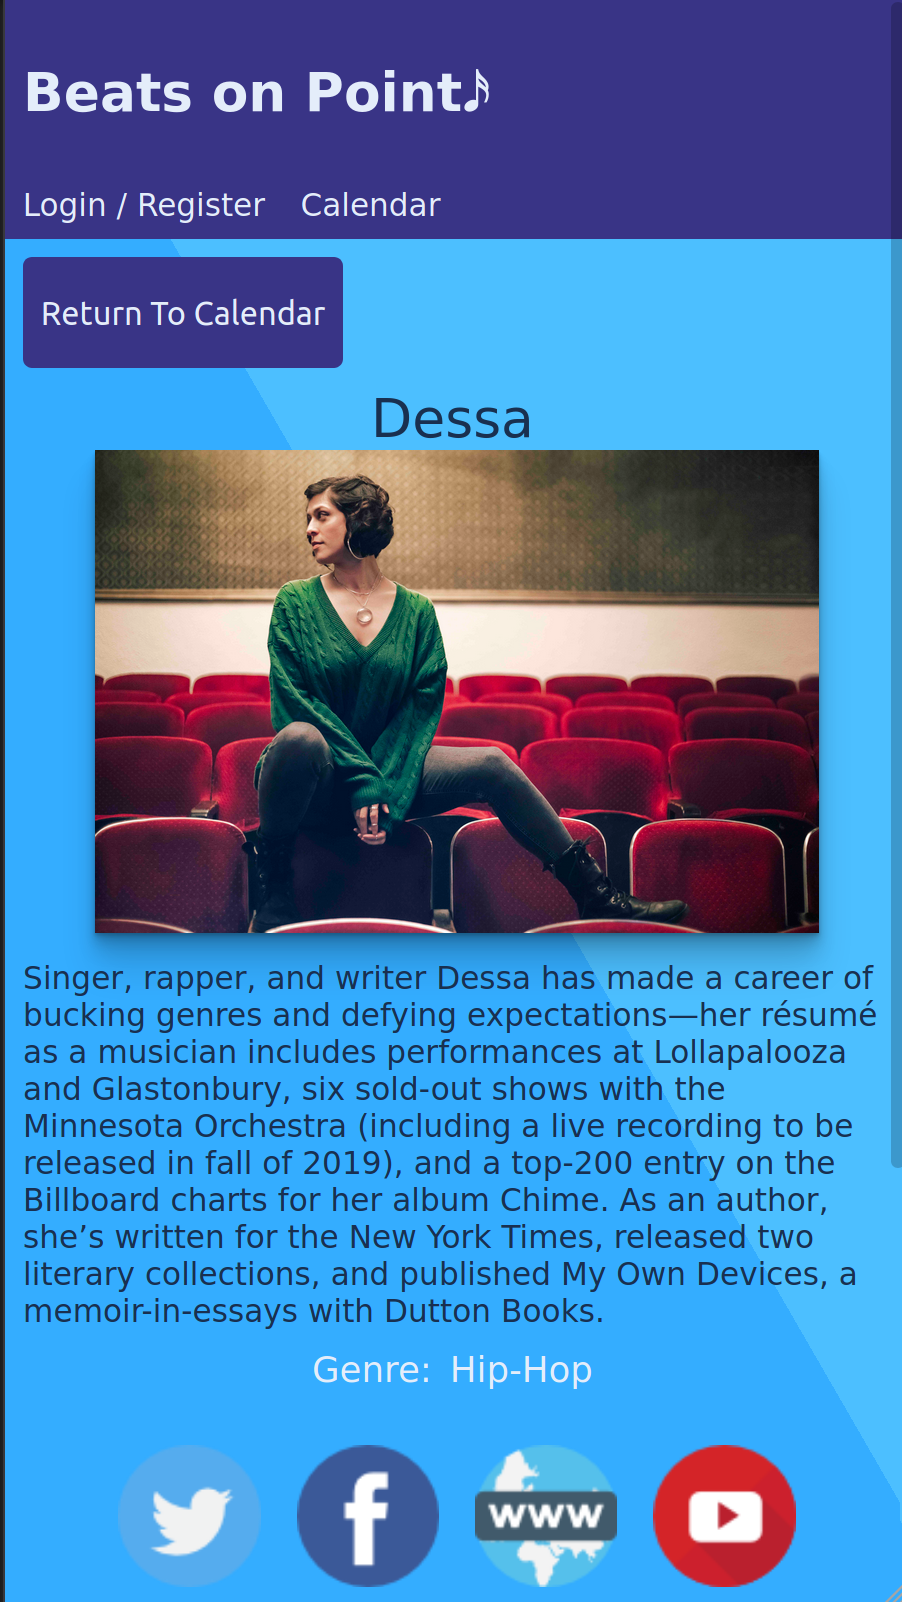 Beats on Point
Login / Register Calendar
Return To Calendar
Dessa
Singer, rapper, and writer Dessa has made a career of
bucking genres and defying expectations—her résumé
as a musician includes performances at Lollapalooza
and Glastonbury, six sold-out shows with the
Minnesota Orchestra (including a live recording to be
released in fall of 2019), and a top-200 entry on the
Billboard charts for her album Chime. As an author,
she’s written for the New York Times, released two
literary collections, and published My Own Devices, a
memoir-in-essays with Dutton Books.
Genre: Hip-Hop
f
www